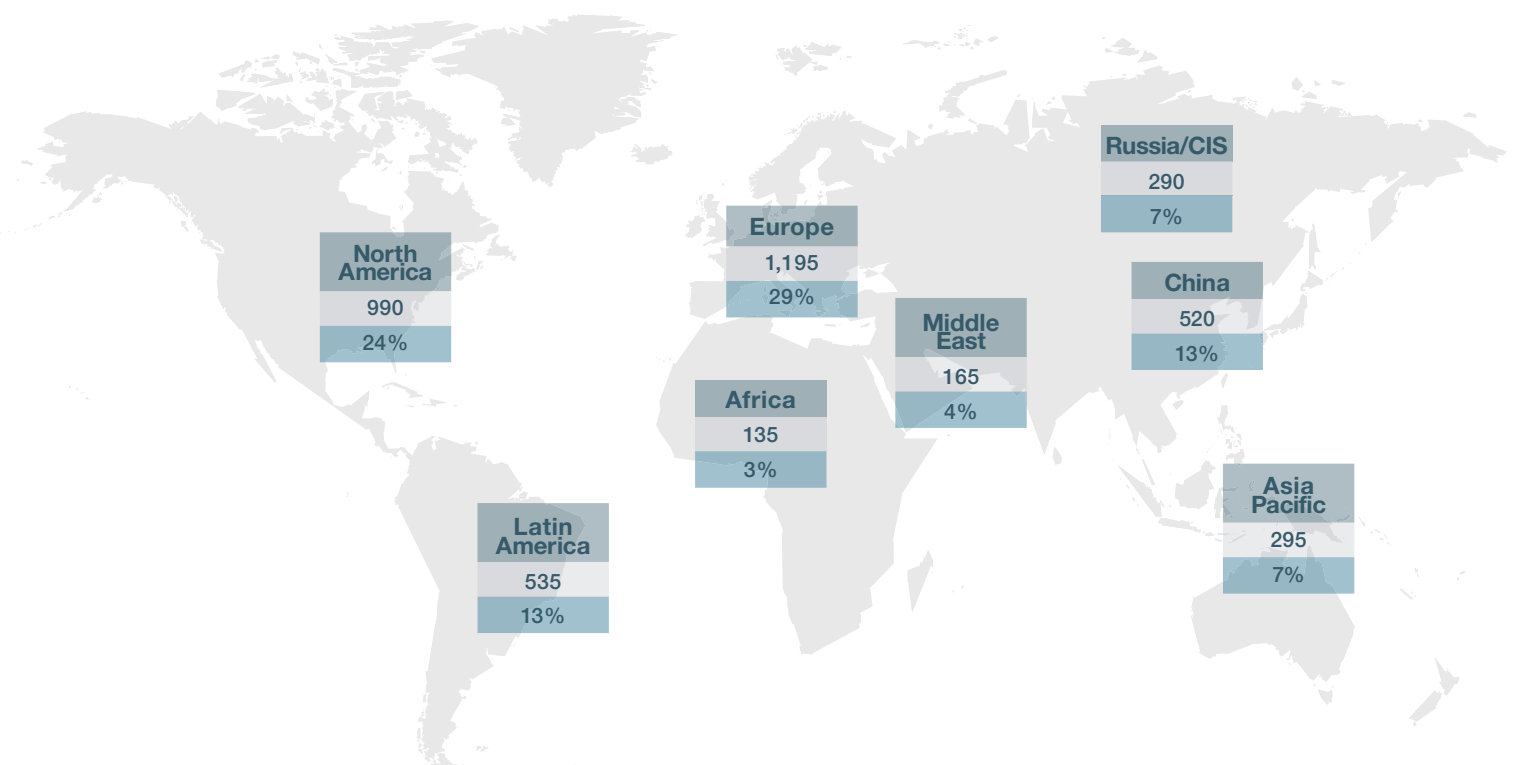 Russia/CIS
290
7%
Europe
1,195
29%
North
America
990
24%
China
520
13%
Middle
East
165
4%
Africa
135
3%
Asia
Pacific
295
7%
Latin
America
535
13%